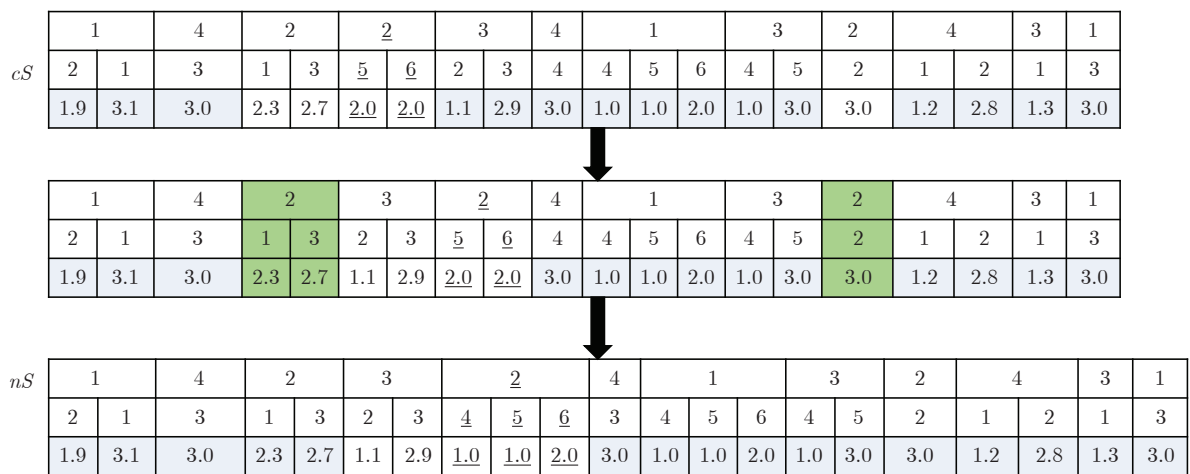 1 4 2 2 3 4 1 3 2 4 3 1
cS 2 1 3 1 3 5 6 2 3 4 4 5 6 4 5 2 1 2 1 3
1.9 3.1 3.0 2.3 2.7 2.0 2.0 1.1 2.9 3.0 1.0 1.0 2.0 1.0 3.0 3.0 1.2 2.8 1.3 3.0
1 4 2 3 2 4 1 3 2 4 3 1
2 1 3 1 3 2 3 5 6 4 4 5 6 4 5 2 1 2 1 3
1.9 3.1 3.0 2.3 2.7 1.1 2.9 2.0 2.0 3.0 1.0 1.0 2.0 1.0 3.0 3.0 1.2 2.8 1.3 3.0
nS 1 4 2 3 2 4 1 3 2 4 3 1
2 1 3 1 3 2 3 4 5 6 3 4 5 6 4 5 2 1 2 1 3
1.9 3.1 3.0 2.3 2.7 1.1 2.9 1.0 1.0 2.0 3.0 1.0 1.0 2.0 1.0 3.0 3.0 1.2 2.8 1.3 3.0